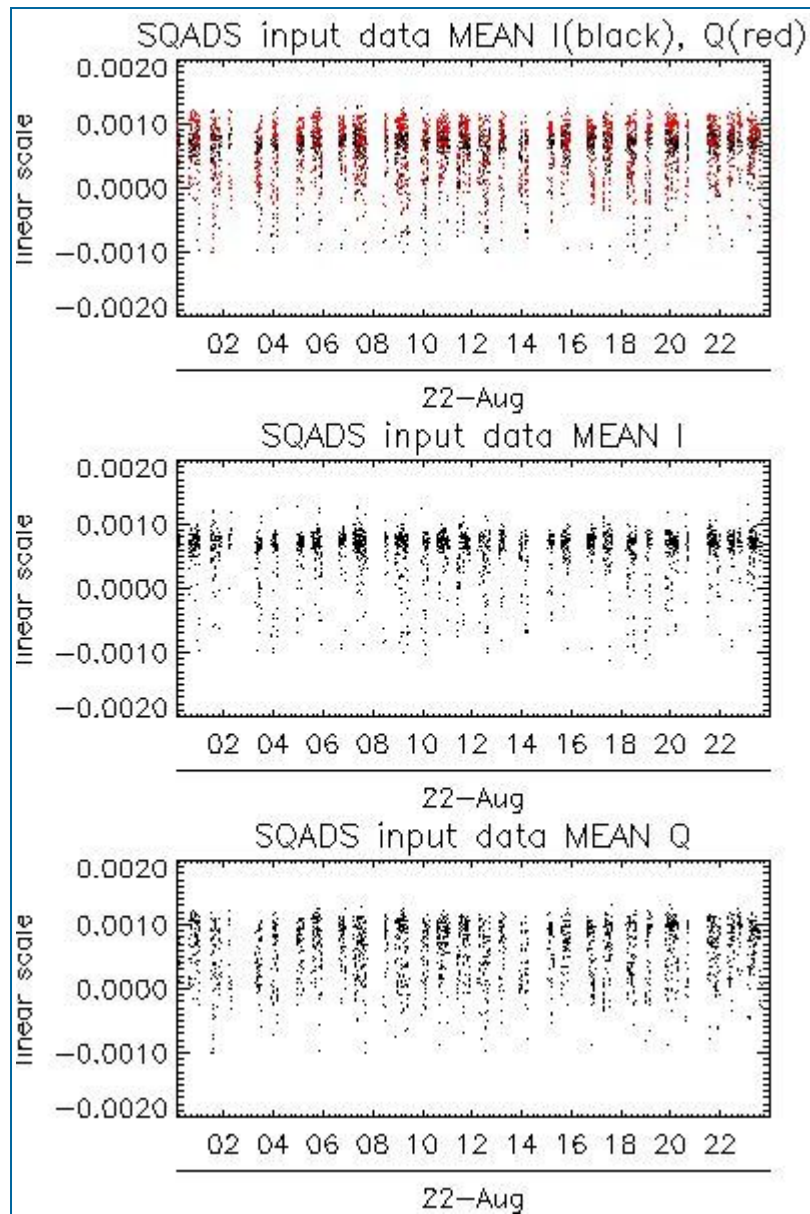 SQADS input data MEAN I(black), Q(red)
0.0020
0.0010
0.0000
−0.0010
−0.0020
linear scale
02 04 06 08 10 12 14 16 18 20 22
22−Aug
SQADS input data MEAN I
0.0020
0.0010
0.0000
−0.0010
−0.0020
linear scale
02 04 06 08 10 12 14 16 18 20 22
22−Aug
SQADS input data MEAN Q
0.0020
0.0010
0.0000
−0.0010
−0.0020
linear scale
02 04 06 08 10 12 14 16 18 20 22
22−Aug